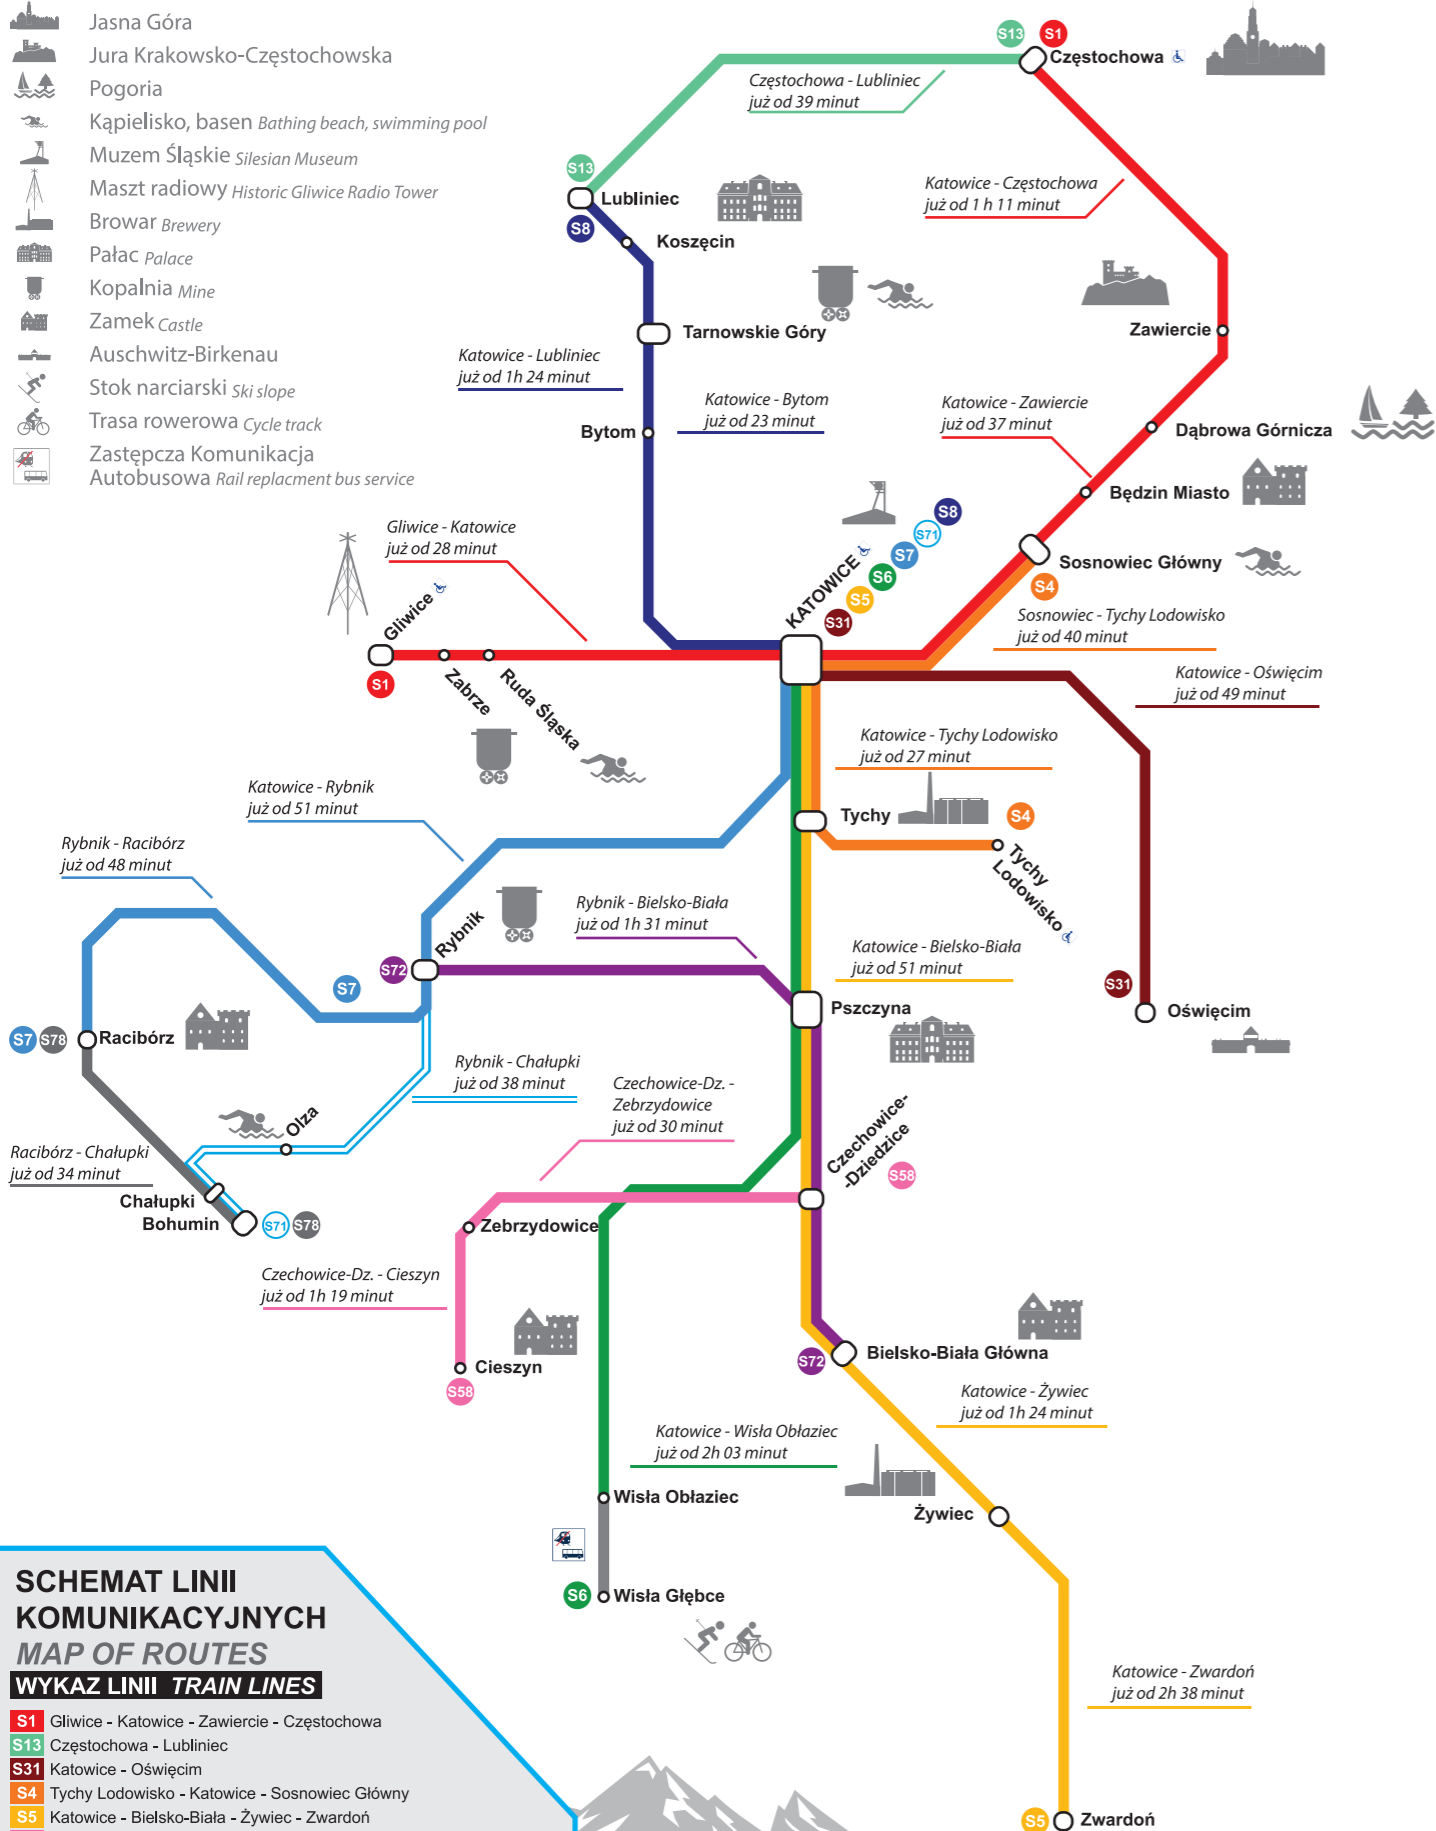 Jasna Góra
Jura Krakowsko-Częstochowska
Pogoria
Kąpielisko, basen Bathing beach, swimming pool
Muzem Śląskie Silesian Museum
Maszt radiowy Historic Gliwice Radio Tower
Browar Brewery
Pałac Palace
Kopalnia Mine
Zamek Castle
Auschwitz-Birkenau
Stok narciarski Ski slope
Trasa rowerowa Cycle track
Zastępcza Komunikacja
Autobusowa Rail replacment bus service
S13 S1
Częstochowa
Częstochowa - Lubliniec
już od 39 minut
S13
Lubliniec
S8
Koszęcin
Katowice - Częstochowa
już od 1 h 11 minut
Zawiercie
Tarnowskie Góry
Katowice - Lubliniec
już od 1h 24 minut
Katowice - Bytom
już od 23 minut
Bytom
Katowice - Zawiercie
już od 37 minut
Dąbrowa Górnicza
Będzin Miasto
Sosnowiec Główny
S4
Sosnowiec - Tychy Lodowisko
już od 40 minut
Gliwice - Katowice
już od 28 minut
KATOWICE
S8
S71
S7
S6
S5
S31
Gliwice
S1
Zabrze
Ruda Śląska
Katowice - Oświęcim
już od 49 minut
Katowice - Tychy Lodowisko
już od 27 minut
Tychy
S4
Tychy
Lodowisko
Katowice - Rybnik
już od 51 minut
Rybnik - Racibórz
już od 48 minut
Rybnik
S72
S7
Rybnik - Bielsko-Biała
już od 1h 31 minut
Katowice - Bielsko-Biała
już od 51 minut
Pszczyna
S31
Oświęcim
S7 S78
Racibórz
Rybnik - Chałupki
już od 38 minut
Czechowice-Dz. -
Zebrzydowice
już od 30 minut
Olza
Racibórz - Chałupki
już od 34 minut
Chałupki
Bohumin
S71 S78
Czechowice-
-Dziedzice
S58
Zebrzydowice
Czechowice-Dz. - Cieszyn
już od 1h 19 minut
Cieszyn
S58
S72
Bielsko-Biała Główna
Katowice - Żywiec
już od 1h 24 minut
Katowice - Wisła Obłaziec
już od 2h 03 minut
Wisła Obłaziec
Żywiec
S6
Wisła Głębce
Katowice - Zwardoń
już od 2h 38 minut
S5
Zwardoń
SCHEMAT LINII
KOMUNIKACYJNYCH
MAP OF ROUTES
WYKAZ LINII TRAIN LINES
S1 Gliwice - Katowice - Zawiercie - Częstochowa
S13 Częstochowa - Lubliniec
S31 Katowice - Oświęcim
S4 Tychy Lodowisko - Katowice - Sosnowiec Główny
S5 Katowice - Bielsko-Biała - Żywiec - Zwardoń